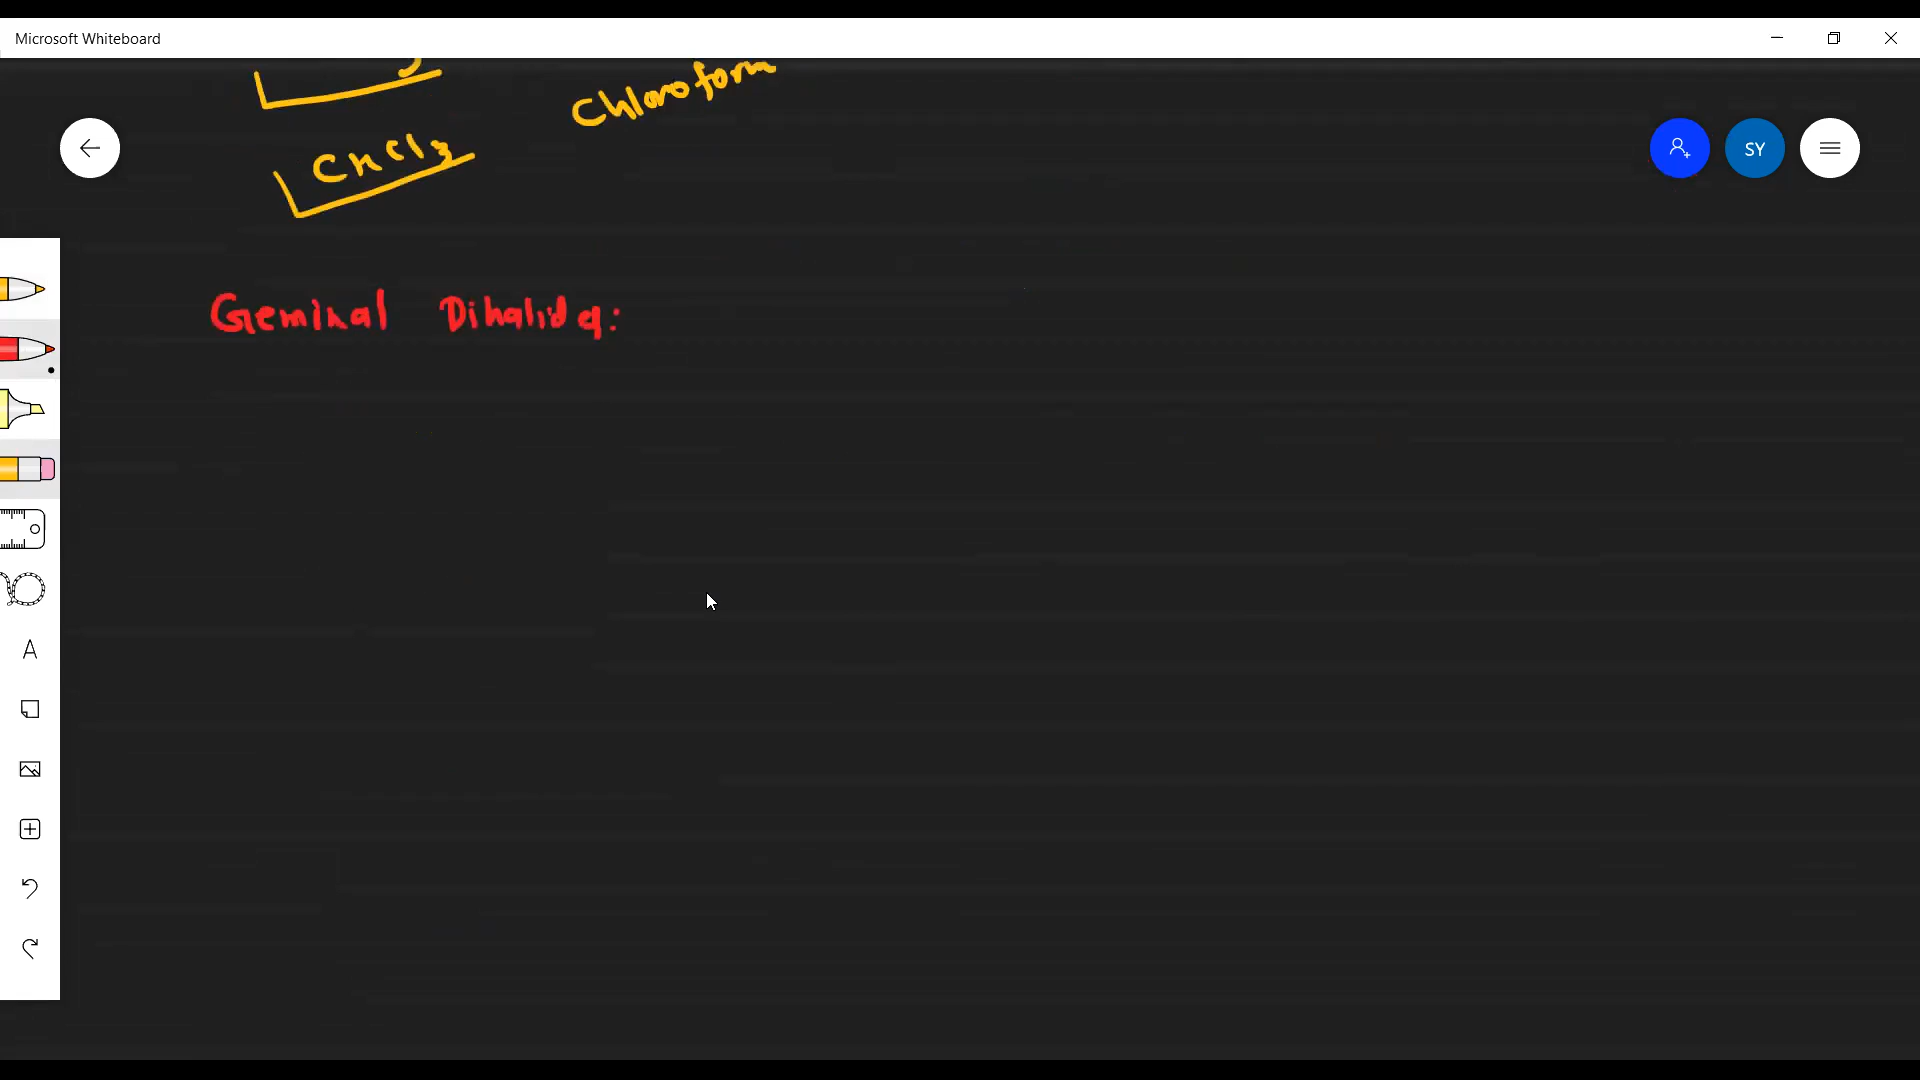 Microsoft Whiteboard
Chloroform
CHCl3
SY
Geminal Dihalide:
A